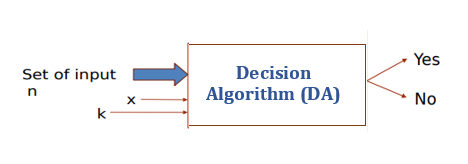 Set of input
n
x
k
Decision
Algorithm (DA)
Yes
No